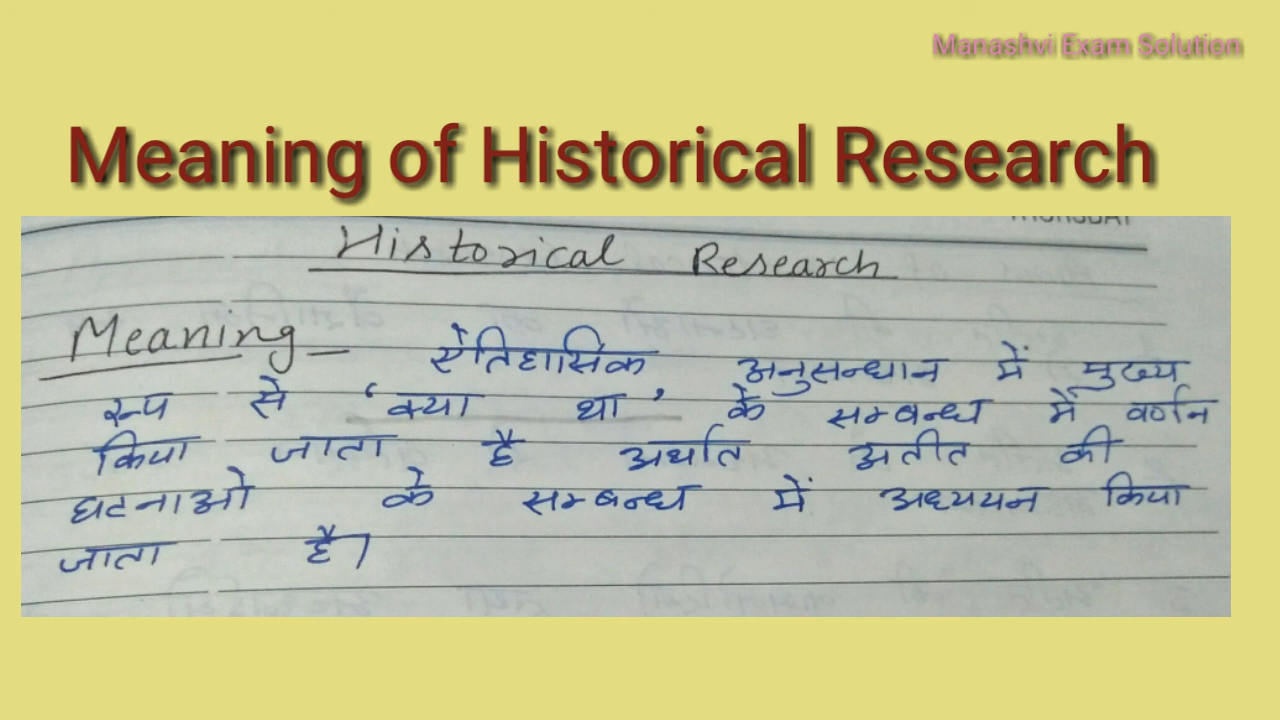 Manashvi Exam Solution
Meaning of Historical Research
THURSDAY
Historical Research
Meaning – ऐतिहासिक अनुसन्धान में मुख्य
रूप से 'क्या था' के सम्बन्ध में वर्णन
किया जाता है अर्थात अतीत की
घटनाओ के सम्बन्ध में अध्ययन किया
जाता है।